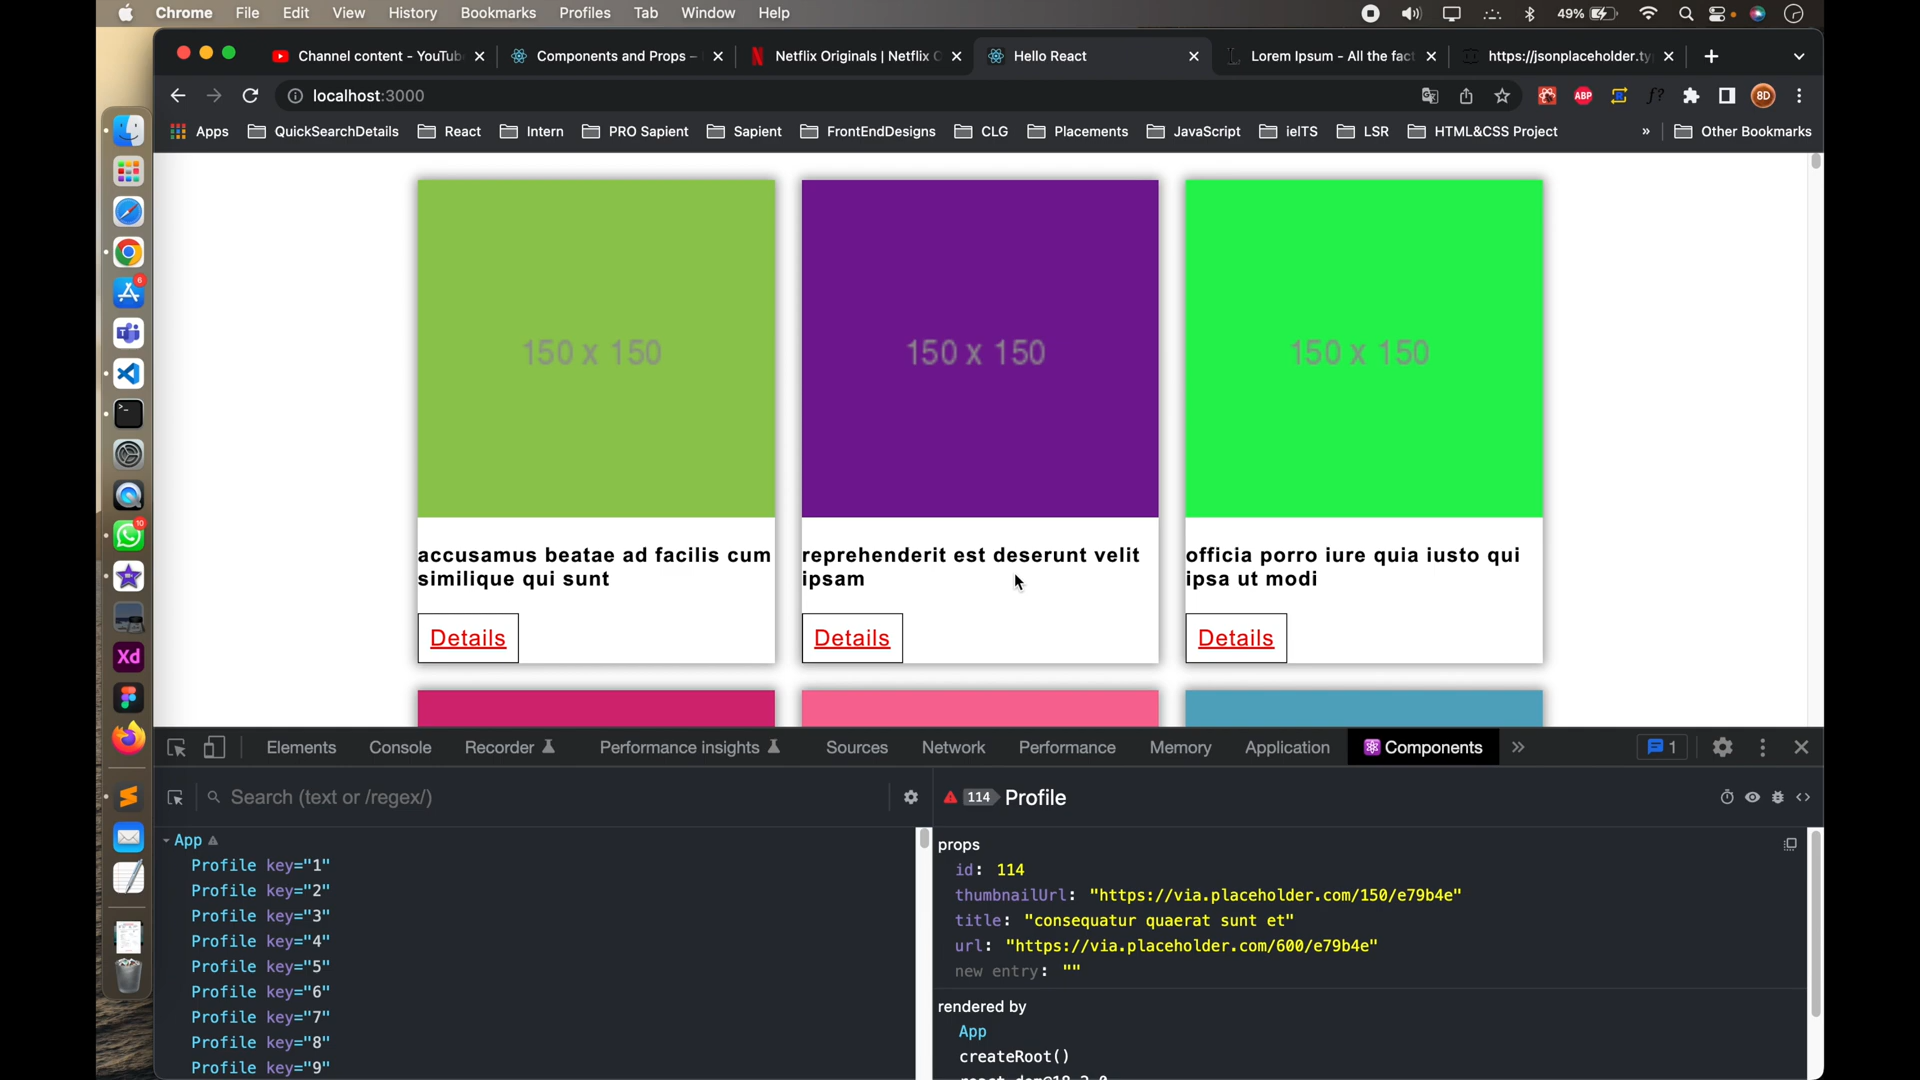 Chrome File Edit View History Bookmarks Profiles Tab Window Help 49%
Channel content - YouTub Components and Props – Netflix Originals | Netflix O Hello React Lorem Ipsum - All the fact https://jsonplaceholder.ty
localhost:3000 ABP f? 8D
Apps QuickSearchDetails React Intern PRO Sapient Sapient FrontEndDesigns CLG Placements JavaScript ielTS LSR HTML&CSS Project » Other Bookmarks
6
10
Xd
150 x 150 150 x 150 150 x 150
accusamus beatae ad facilis cum similique qui sunt
reprehenderit est deserunt velit ipsam
officia porro iure quia iusto qui ipsa ut modi
Details Details Details
Elements Console Recorder Performance insights Sources Network Performance Memory Application Components » 1
Search (text or /regex/)
App
Profile key="1"
Profile key="2"
Profile key="3"
Profile key="4"
Profile key="5"
Profile key="6"
Profile key="7"
Profile key="8"
Profile key="9"
114 Profile
props
id: 114
thumbnailUrl: "https://via.placeholder.com/150/e79b4e"
title: "consequatur quaerat sunt et"
url: "https://via.placeholder.com/600/e79b4e"
new entry: ""
rendered by
App
createRoot()